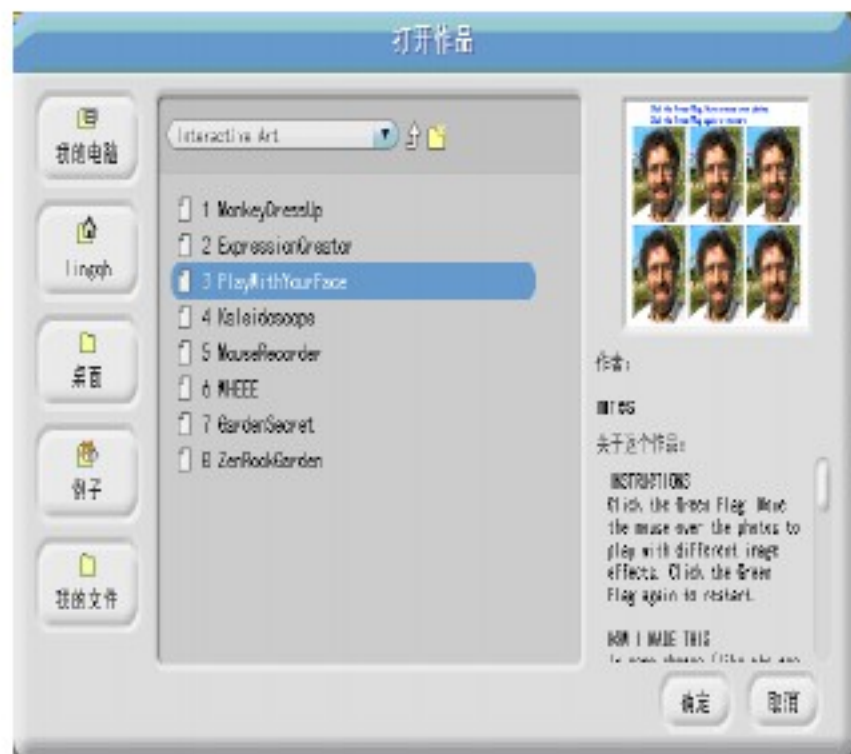 打开作品
我的电脑
lingqh
桌面
例子
我的文件
Interactive Art
1 MonkeyDressUp
2 ExpressionCreator
3 PlayWithYourFace
4 Kaleidoscope
5 MouseRecorder
6 WHEEE
7 GardenSecret
8 ZenRockGarden
作者：
mres
关于这个作品：
INSTRUCTIONS
Click the Green Flag. Move
the mouse over the photos to
play with different image
effects. Click the Green
Flag again to restart.
HOW I MADE THIS
确定
取消